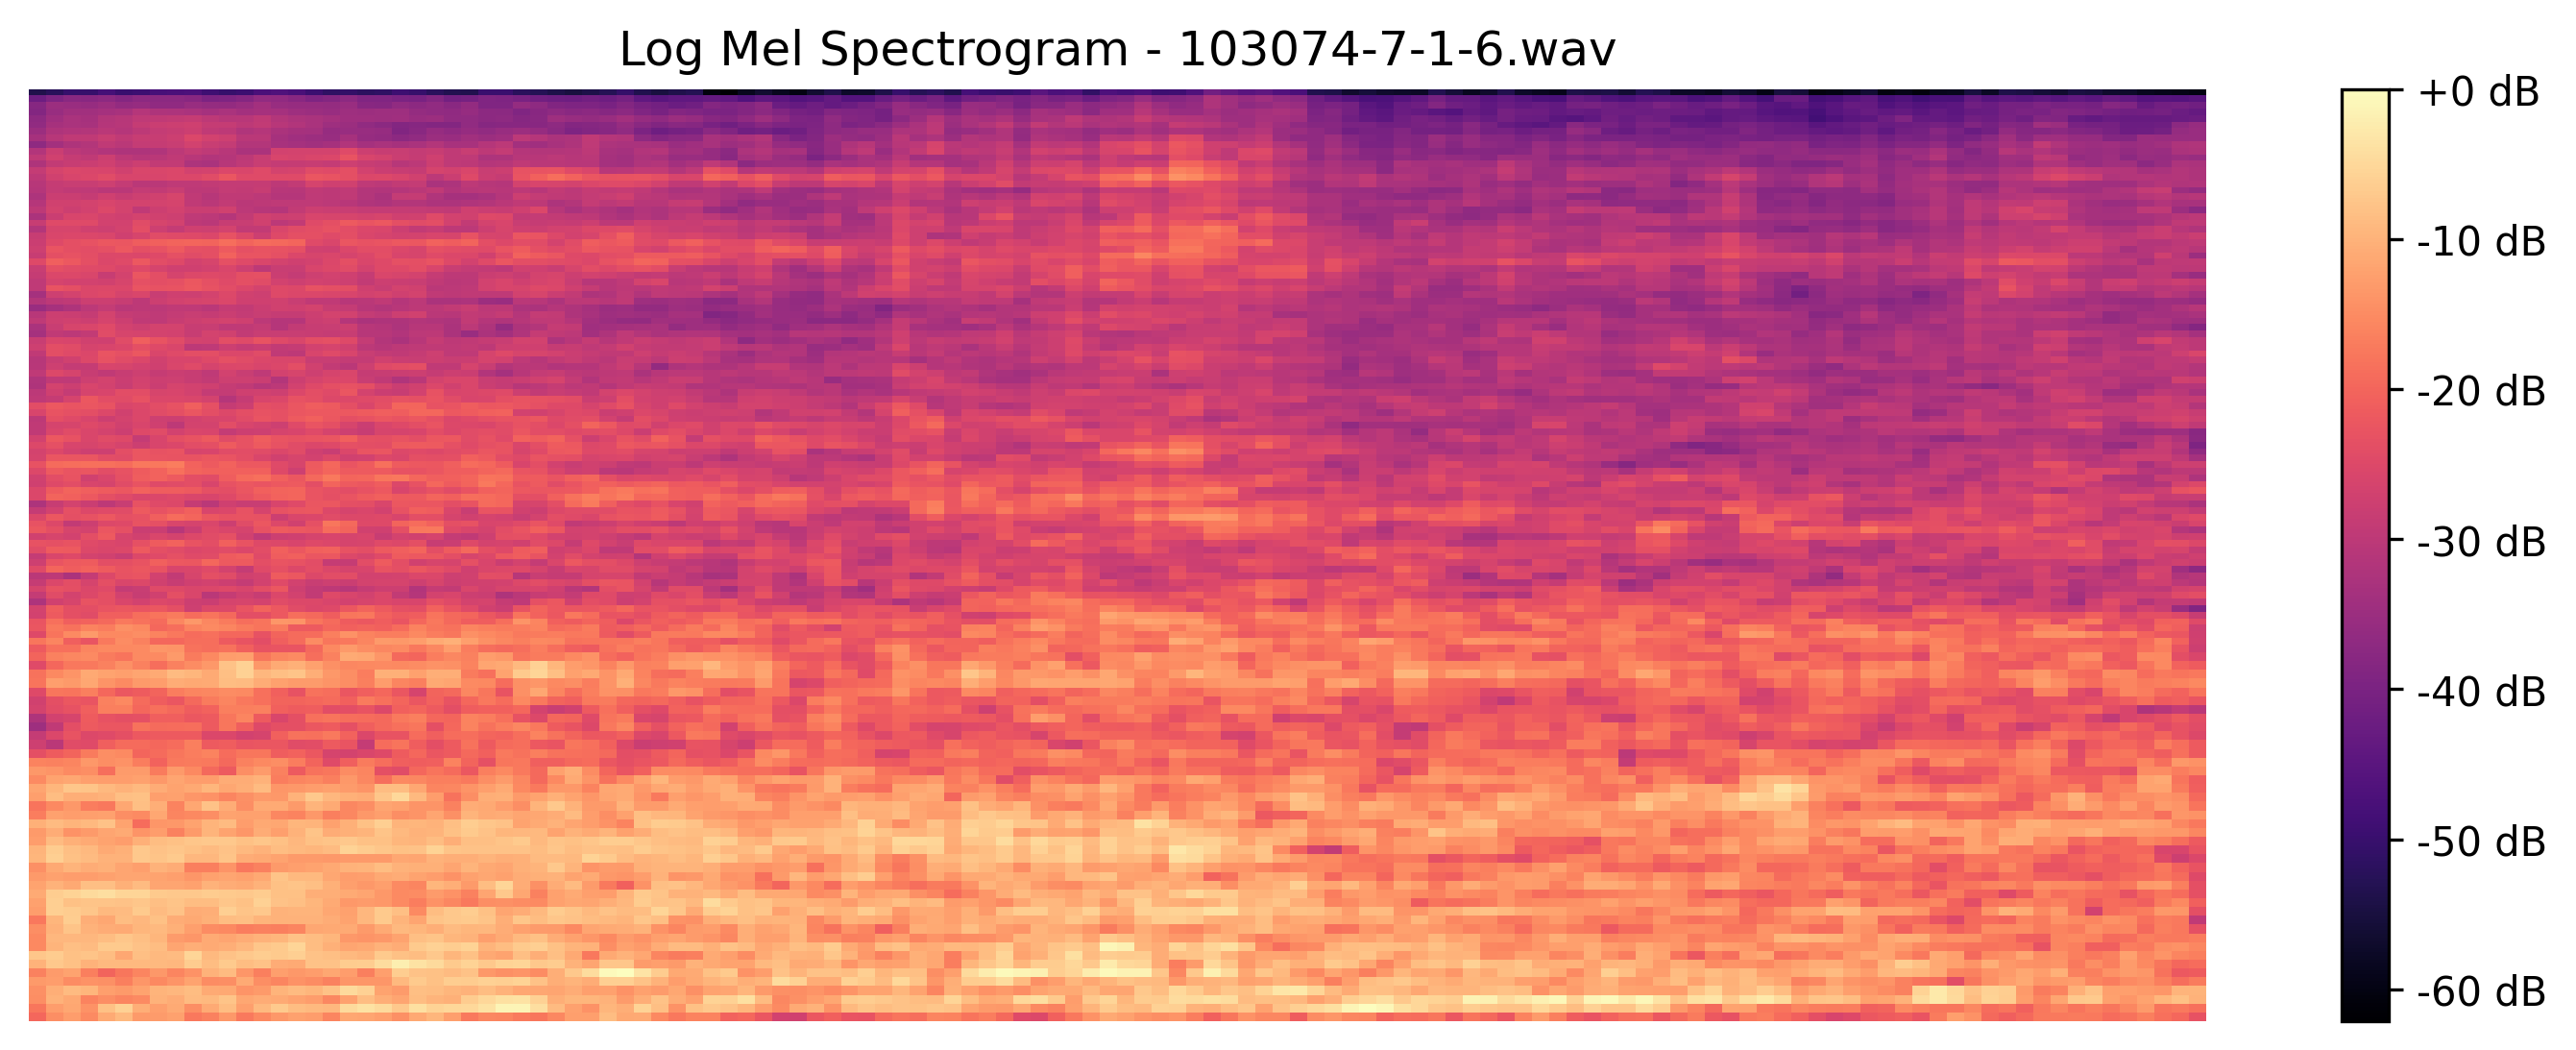 Log Mel Spectrogram - 103074-7-1-6.wav
+0 dB
-10 dB
-20 dB
-30 dB
-40 dB
-50 dB
-60 dB